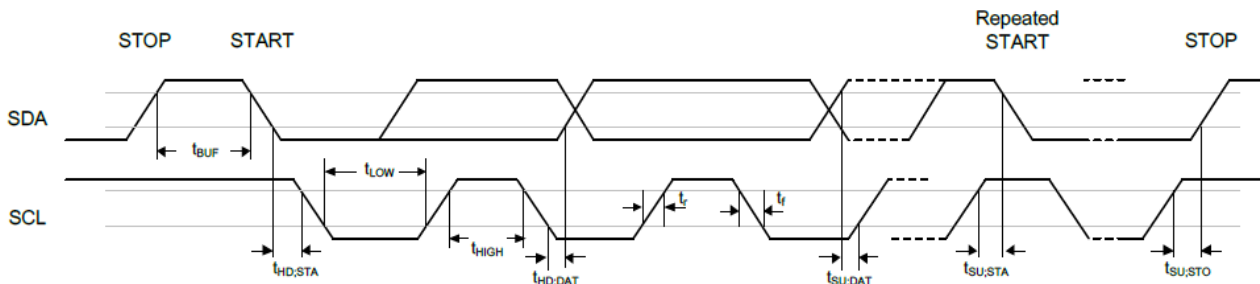 Repeated
STOP START START STOP
SDA
tBUF
tLOW
SCL
tr tf
tHD;STA tHIGH tHD;DAT tSU;DAT tSU;STA tSU;STO